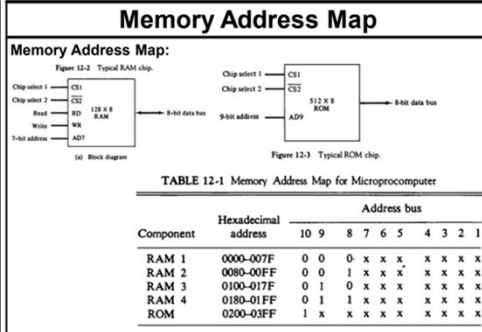 Memory Address Map
Memory Address Map:
Figure 12-2 Typical RAM chip.
Chip select 1 CS1
Chip select 2 CS2
Read RD
Write WR
7-bit address AD7
128 X 8
RAM
8-bit data bus
(a) Block diagram
Chip select 1 CS1
Chip select 2 CS2
9-bit address AD9
512 X 8
ROM
8-bit data bus
Figure 12-3 Typical ROM chip.
TABLE 12-1 Memory Address Map for Microprocomputer
Address bus
Hexadecimal
Component address 10 9 8 7 6 5 4 3 2 1
RAM 1 0000–007F 0 0 0 x x x x x x x
RAM 2 0080–00FF 0 0 1 x x x x x x x
RAM 3 0100–017F 0 1 0 x x x x x x x
RAM 4 0180–01FF 0 1 1 x x x x x x x
ROM 0200–03FF 1 x x x x x x x x x